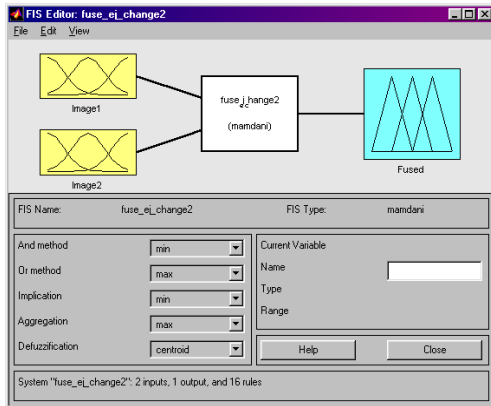 FIS Editor: fuse_ej_change2
File Edit View
Image1
Image2
(mamdani)
Fused
FIS Name: fuse_ej_change2 FIS Type: mamdani
And method min
Or method max
Implication min
Aggregation max
Defuzzification centroid
Current Variable
Name
Type
Range
Help Close
System "fuse_ej_change2": 2 inputs, 1 output, and 16 rules